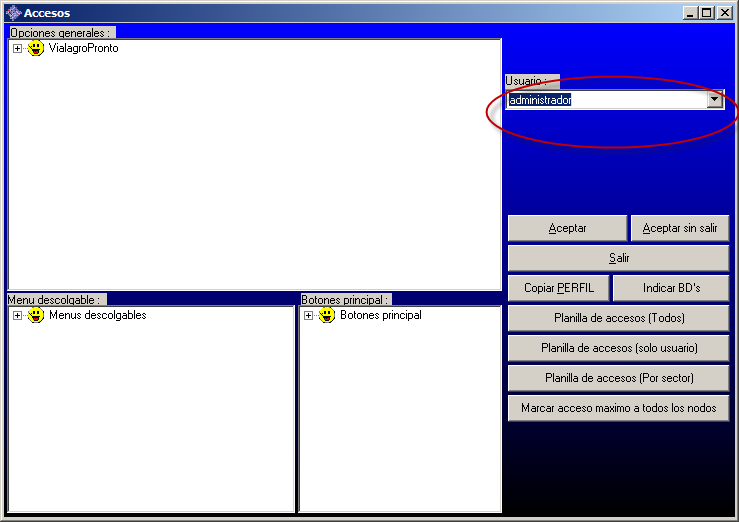 Accesos
Opciones generales :
VialagroPronto
Usuario :
administrador
Aceptar
Aceptar sin salir
Salir
Copiar PERFIL
Indicar BD's
Planilla de accesos (Todos)
Planilla de accesos (solo usuario)
Planilla de accesos (Por sector)
Marcar acceso maximo a todos los nodos
Menu descolgable :
Menus descolgables
Botones principal :
Botones principal